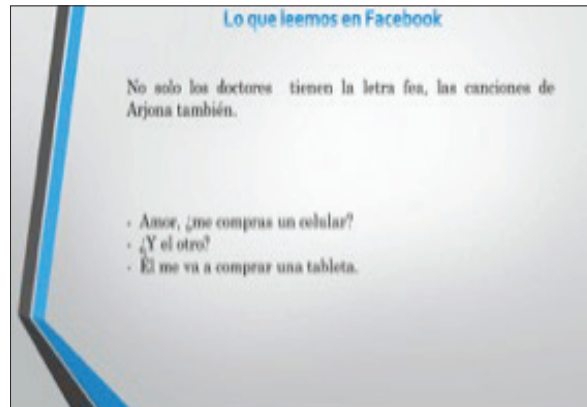 Lo que leemos en Facebook
No solo los doctores tienen la letra fea, las canciones de
Arjona también.
- Amor, ¿me compras un celular?
- ¿Y el otro?
- Él me va a comprar una tableta.